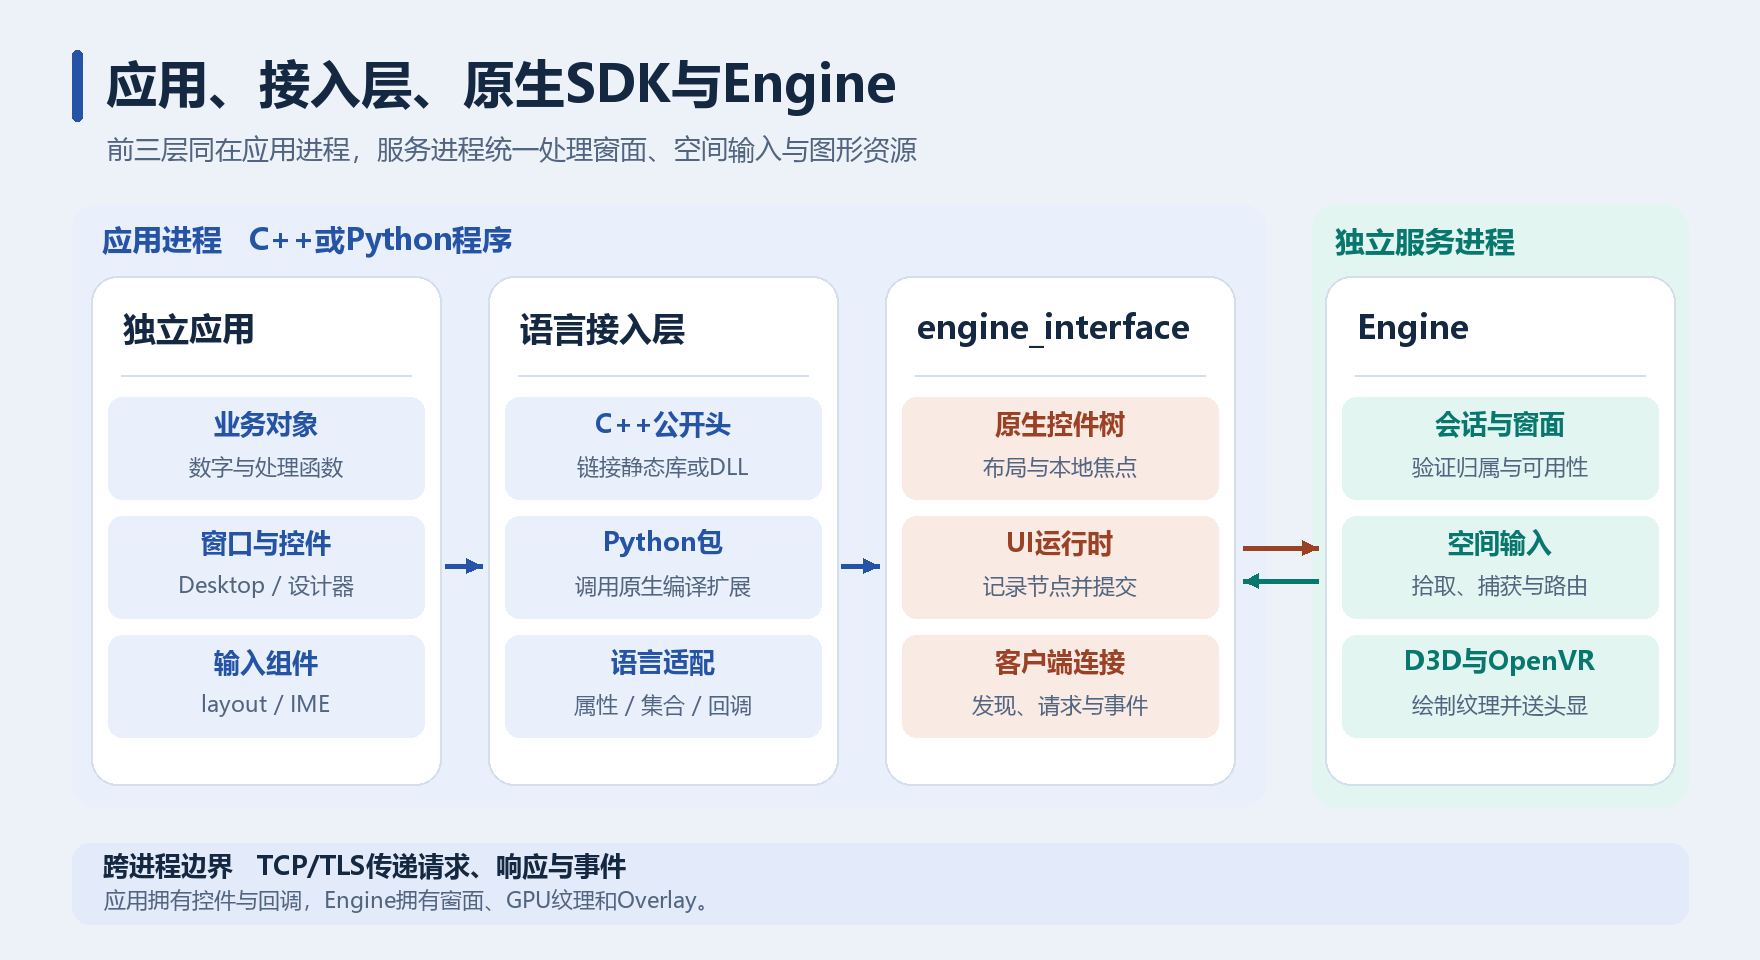 应用、接入层、原生SDK与Engine
前三层同在应用进程，服务进程统一处理窗面、空间输入与图形资源
应用进程 C++或Python程序
独立应用
业务对象
数字与处理函数
窗口与控件
Desktop / 设计器
输入组件
layout / IME
语言接入层
C++公开头
链接静态库或DLL
Python包
调用原生编译扩展
语言适配
属性 / 集合 / 回调
engine_interface
原生控件树
布局与本地焦点
UI运行时
记录节点并提交
客户端连接
发现、请求与事件
独立服务进程
Engine
会话与窗面
验证归属与可用性
空间输入
拾取、捕获与路由
D3D与OpenVR
绘制纹理并送头显
跨进程边界 TCP/TLS传递请求、响应与事件
应用拥有控件与回调，Engine拥有窗面、GPU纹理和Overlay。